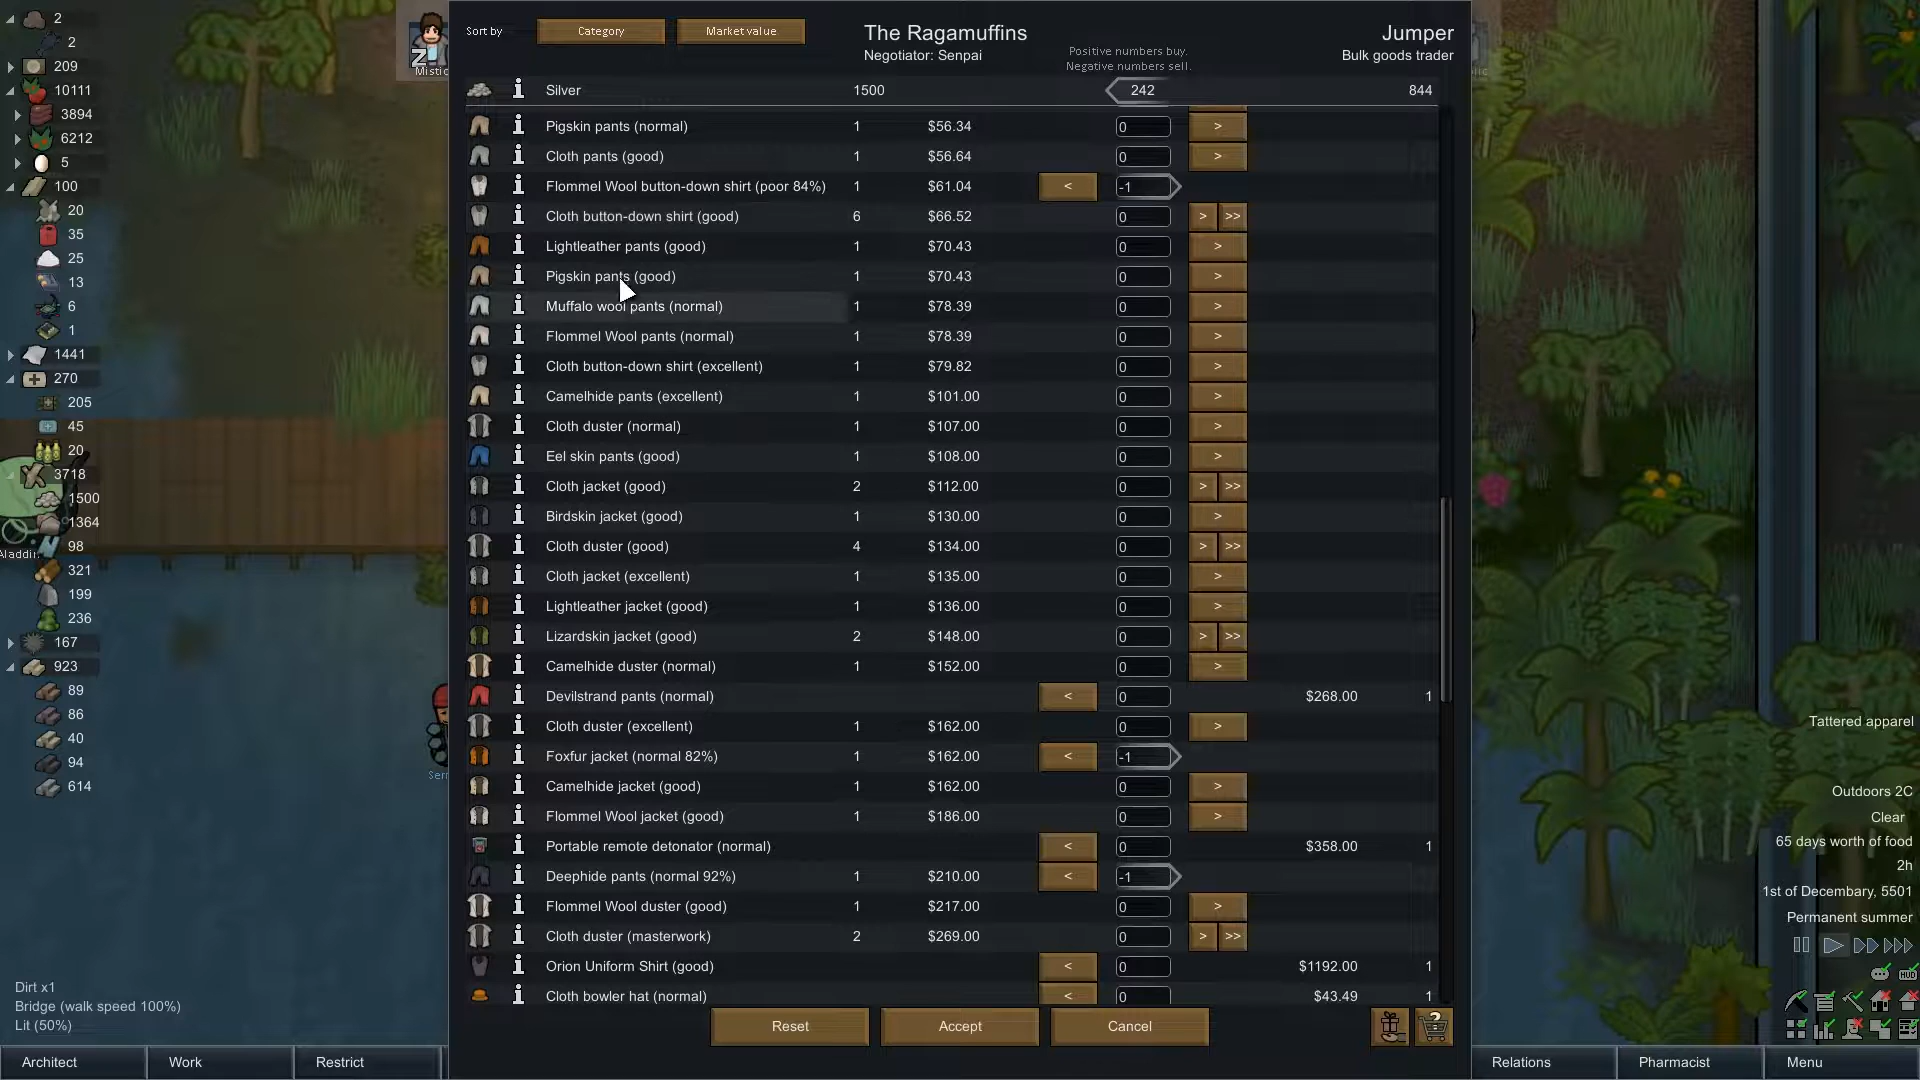 2
2
209
10111
3894
6212
5
100
20
35
25
13
6
1
1441
270
205
45
20
3718
1500
1364
98
321
199
236
167
923
89
86
40
94
614
Dirt x1
Bridge (walk speed 100%)
Lit (50%)
Architect Work Restrict
Sort by Category Market value
The Ragamuffins
Negotiator: Senpai
Positive numbers buy.
Negative numbers sell.
Jumper
Bulk goods trader
Silver 1500 242 844
Pigskin pants (normal) 1 $56.34 0 >
Cloth pants (good) 1 $56.64 0 >
Flommel Wool button-down shirt (poor 84%) 1 $61.04 < -1
Cloth button-down shirt (good) 6 $66.52 0 > >>
Lightleather pants (good) 1 $70.43 0 >
Pigskin pants (good) 1 $70.43 0 >
Muffalo wool pants (normal) 1 $78.39 0 >
Flommel Wool pants (normal) 1 $78.39 0 >
Cloth button-down shirt (excellent) 1 $79.82 0 >
Camelhide pants (excellent) 1 $101.00 0 >
Cloth duster (normal) 1 $107.00 0 >
Eel skin pants (good) 1 $108.00 0 >
Cloth jacket (good) 2 $112.00 0 > >>
Birdskin jacket (good) 1 $130.00 0 >
Cloth duster (good) 4 $134.00 0 > >>
Cloth jacket (excellent) 1 $135.00 0 >
Lightleather jacket (good) 1 $136.00 0 >
Lizardskin jacket (good) 2 $148.00 0 > >>
Camelhide duster (normal) 1 $152.00 0 >
Devilstrand pants (normal) < 0 $268.00 1
Cloth duster (excellent) 1 $162.00 0 >
Foxfur jacket (normal 82%) 1 $162.00 < -1
Camelhide jacket (good) 1 $162.00 0 >
Flommel Wool jacket (good) 1 $186.00 0 >
Portable remote detonator (normal) < 0 $358.00 1
Deephide pants (normal 92%) 1 $210.00 < -1
Flommel Wool duster (good) 1 $217.00 0 >
Cloth duster (masterwork) 2 $269.00 0 > >>
Orion Uniform Shirt (good) < 0 $1192.00 1
Cloth bowler hat (normal) < 0 $43.49 1
Reset Accept Cancel
Tattered apparel
Outdoors 2C
Clear
65 days worth of food
2h
1st of Decembary, 5501
Permanent summer
Relations Pharmacist Menu